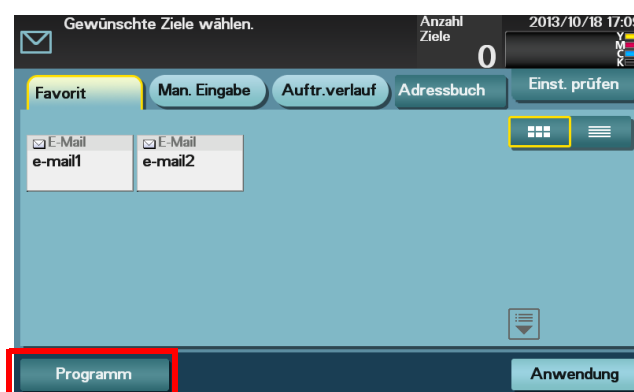 Gewünschte Ziele wählen.
Anzahl
Ziele
0
2013/10/18 17:09
Y
M
C
K
Favorit
Man. Eingabe
Auftr.verlauf
Adressbuch
Einst. prüfen
E-Mail
e-mail1
E-Mail
e-mail2
Programm
Anwendung